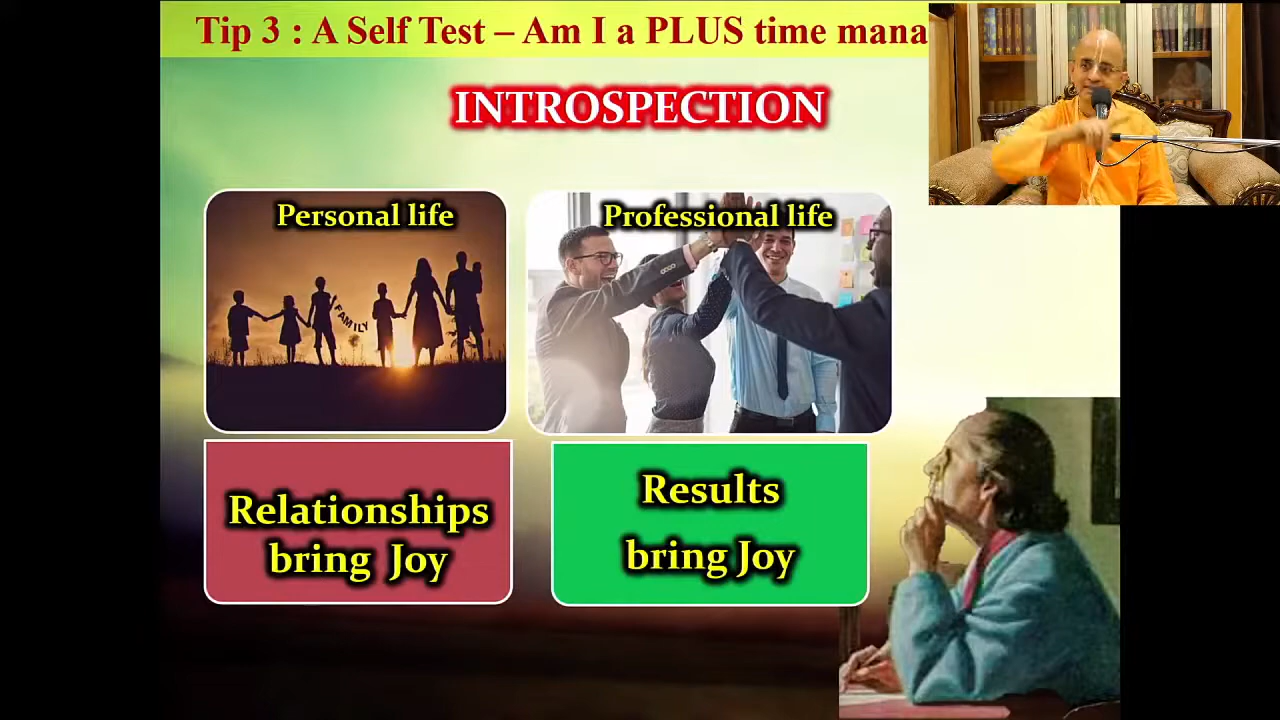 Tip 3 : A Self Test – Am I a PLUS time mana
INTROSPECTION
Personal life
Professional life
FAMILY
Relationships
bring Joy
Results
bring Joy